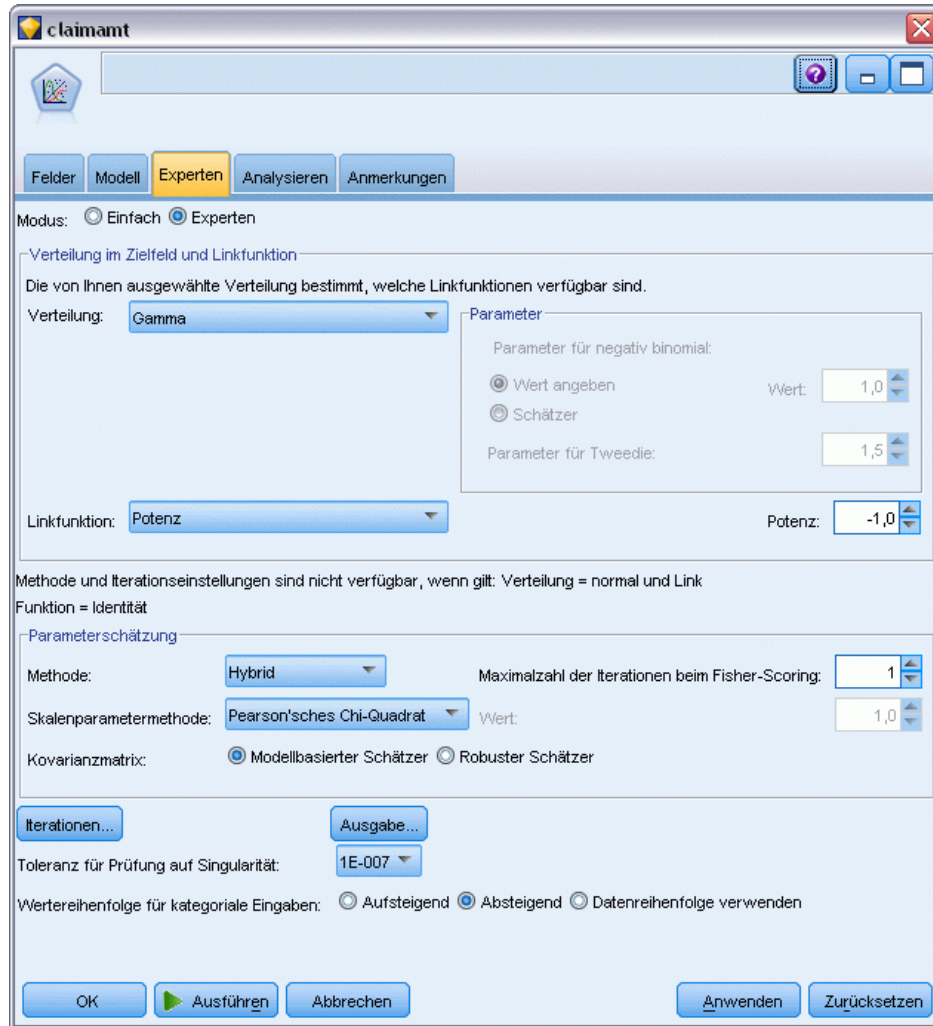 claimamt
Felder Modell Experten Analysieren Anmerkungen
Modus: Einfach Experten
Verteilung im Zielfeld und Linkfunktion
Die von Ihnen ausgewählte Verteilung bestimmt, welche Linkfunktionen verfügbar sind.
Verteilung: Gamma
Parameter
Parameter für negativ binomial:
Wert angeben Wert: 1,0
Schätzer
Parameter für Tweedie: 1,5
Linkfunktion: Potenz Potenz: -1,0
Methode und Iterationseinstellungen sind nicht verfügbar, wenn gilt: Verteilung = normal und Link
Funktion = Identität
Parameterschätzung
Methode: Hybrid Maximalzahl der Iterationen beim Fisher-Scoring: 1
Skalenparametermethode: Pearson'sches Chi-Quadrat Wert: 1,0
Kovarianzmatrix: Modellbasierter Schätzer Robuster Schätzer
Iterationen... Ausgabe...
Toleranz für Prüfung auf Singularität: 1E-007
Wertereihenfolge für kategoriale Eingaben: Aufsteigend Absteigend Datenreihenfolge verwenden
OK Ausführen Abbrechen Anwenden Zurücksetzen